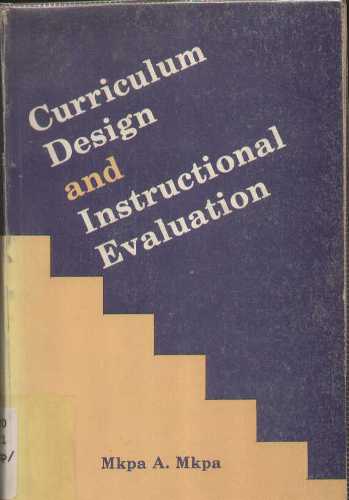 Curriculum
Design
and
Instructional
Evaluation
Mkpa A. Mkpa